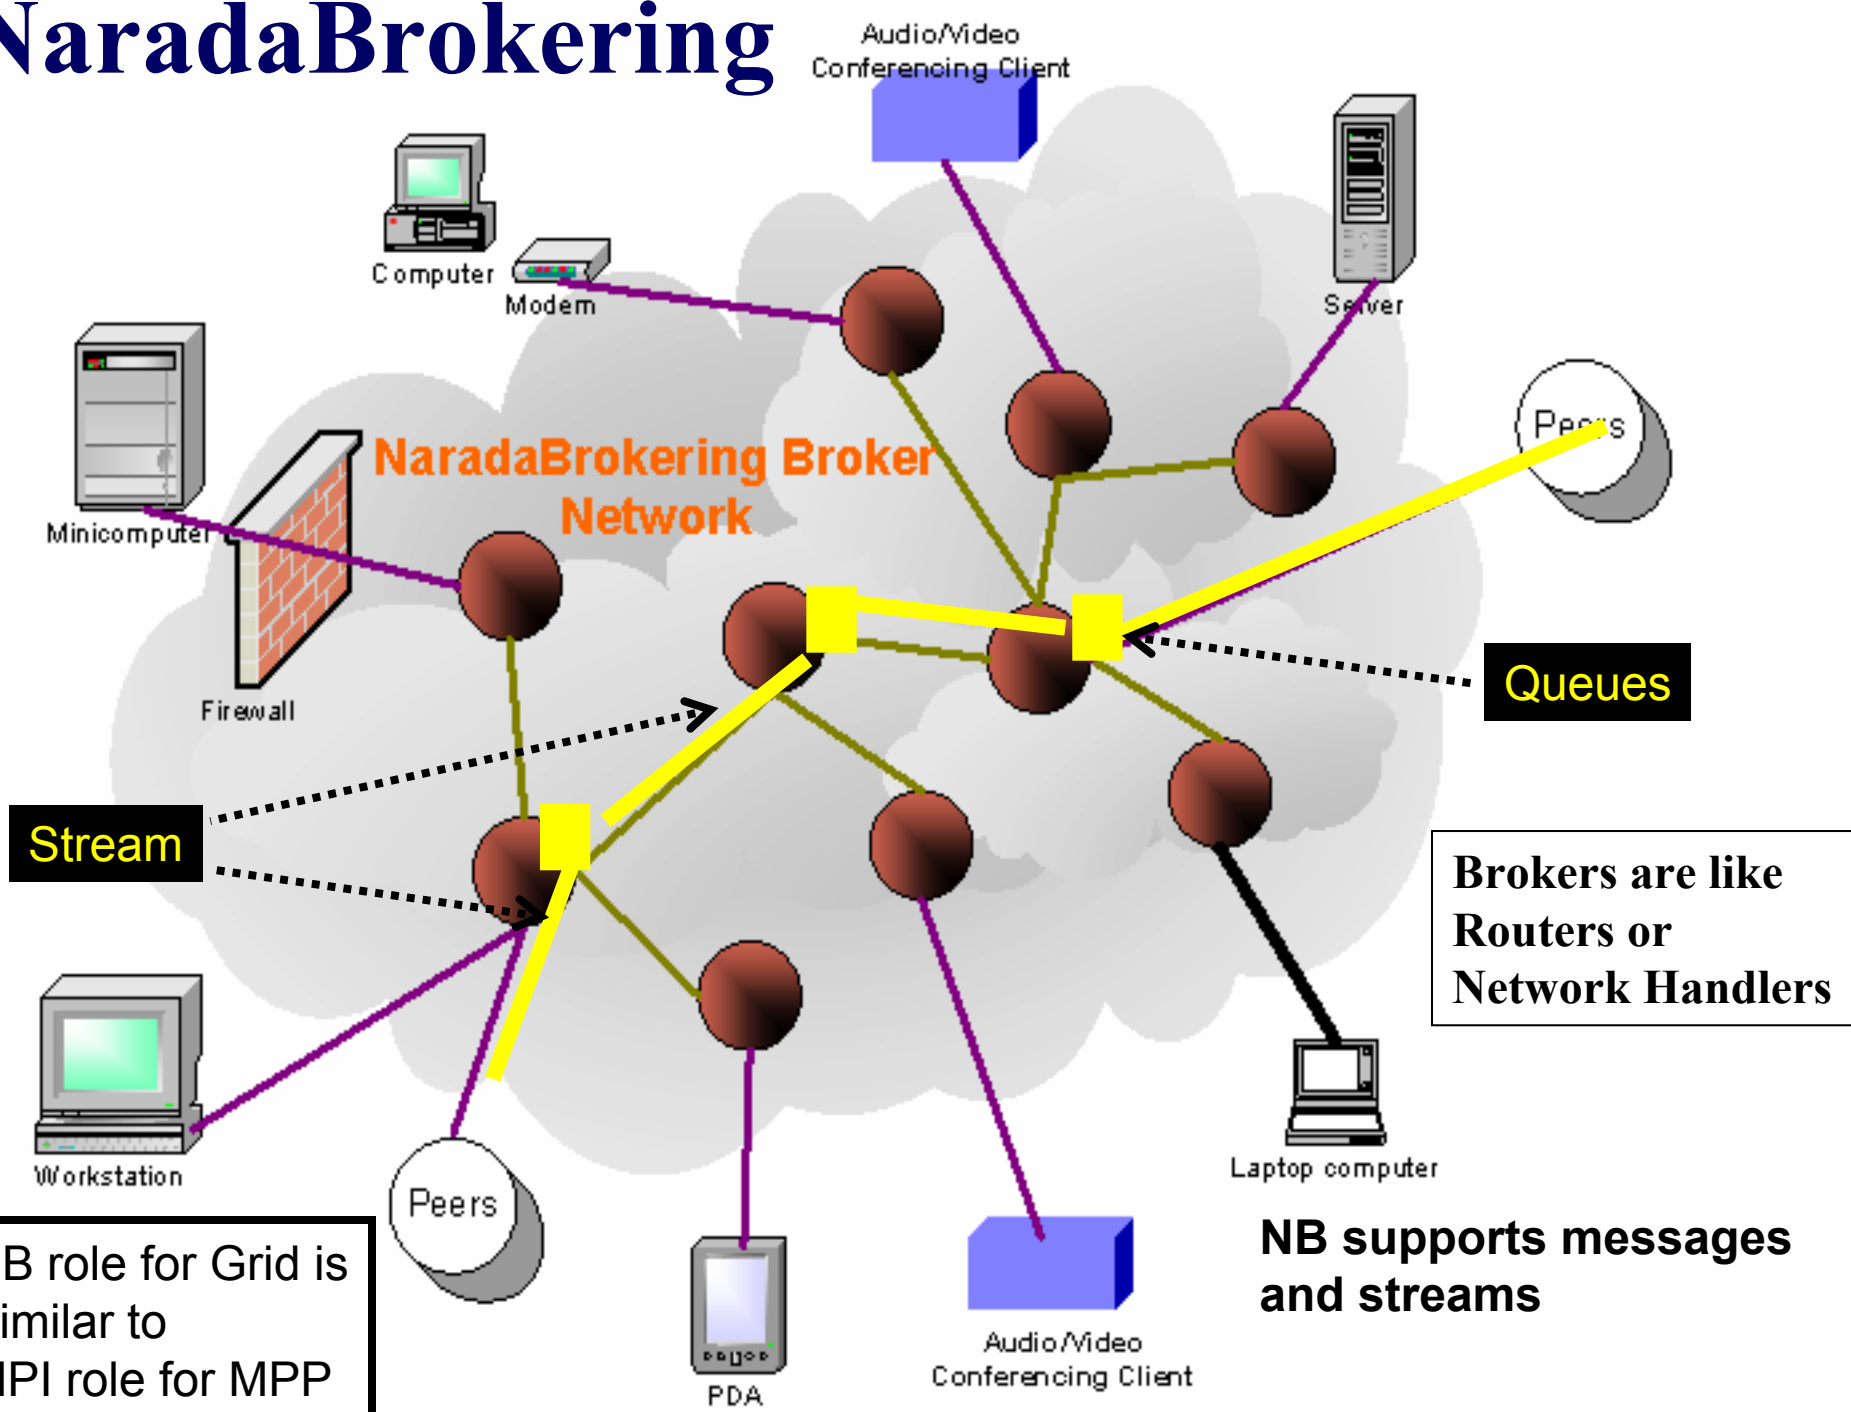 NaradaBrokering
Audio/Video
Conferencing Client
Computer
Modem
Server
Peers
Minicomputer
NaradaBrokering Broker
Network
Firewall
Queues
Stream
Brokers are like
Routers or
Network Handlers
Workstation
Peers
Laptop computer
B role for Grid is
imilar to
MPI role for MPP
NB supports messages
and streams
Audio/Video
Conferencing Client
PDA